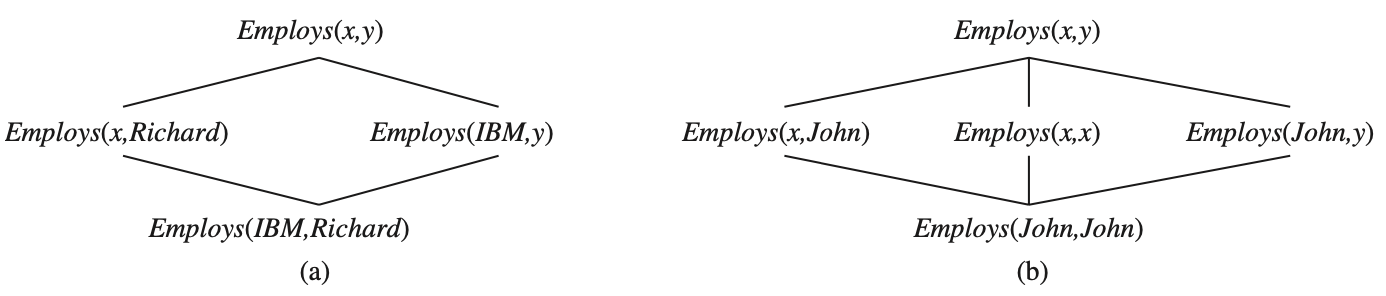 Employs(x,y)
Employs(x,Richard)
Employs(IBM,y)
Employs(IBM,Richard)
(a)
Employs(x,y)
Employs(x,John)
Employs(x,x)
Employs(John,y)
Employs(John,John)
(b)